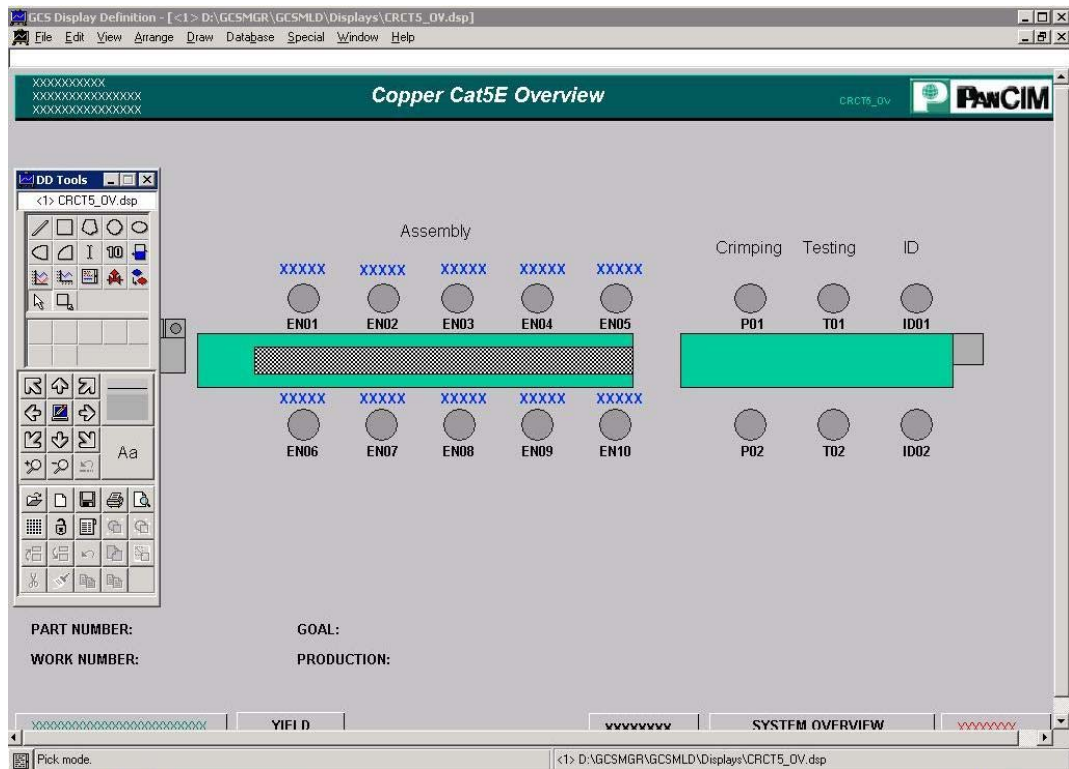 GCS Display Definition - [<1> D:\GCSMGR\GCSMLD\Displays\CRCT5_OV.dsp]
File Edit View Arrange Draw Database Special Window Help
XXXXXXXXXX
XXXXXXXXXXXXXXX
XXXXXXXXXXXXXXX
Copper Cat5E Overview
CRCT5_OV
P PANCIM
DD Tools
<1> CRCT5_OV.dsp
10
Aa
Assembly
Crimping Testing ID
XXXXX XXXXX XXXXX XXXXX XXXXX
EN01 EN02 EN03 EN04 EN05 P01 T01 ID01
XXXXX XXXXX XXXXX XXXXX XXXXX
EN06 EN07 EN08 EN09 EN10 P02 T02 ID02
PART NUMBER: GOAL:
WORK NUMBER: PRODUCTION:
YIELD SYSTEM OVERVIEW
Pick mode. <1> D:\GCSMGR\GCSMLD\Displays\CRCT5_OV.dsp